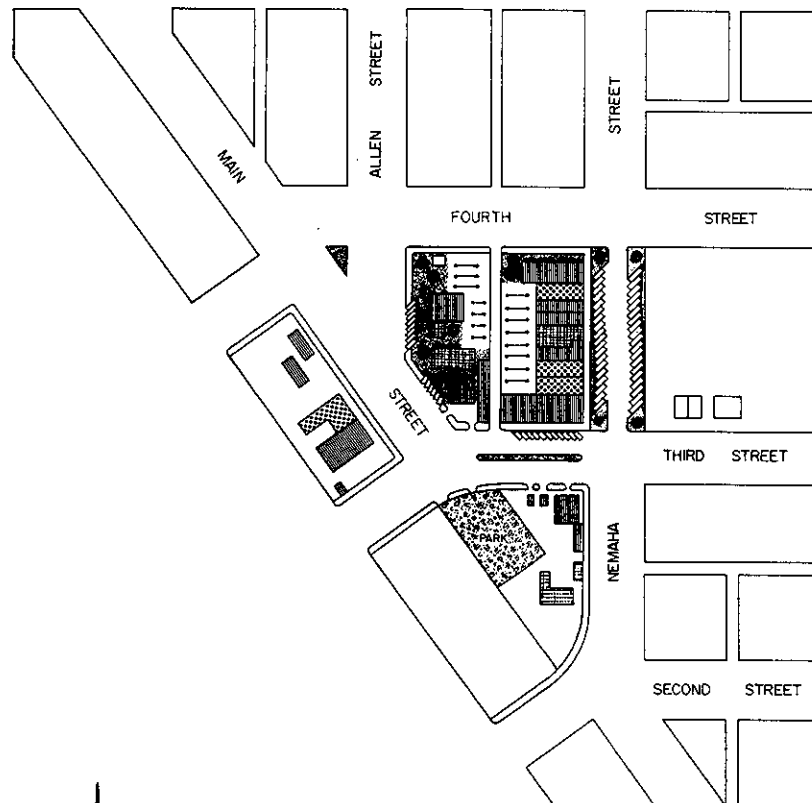 ALLEN STREET
STREET
MAIN
FOURTH STREET
STREET
THIRD STREET
PARK
NEMAHA
SECOND STREET